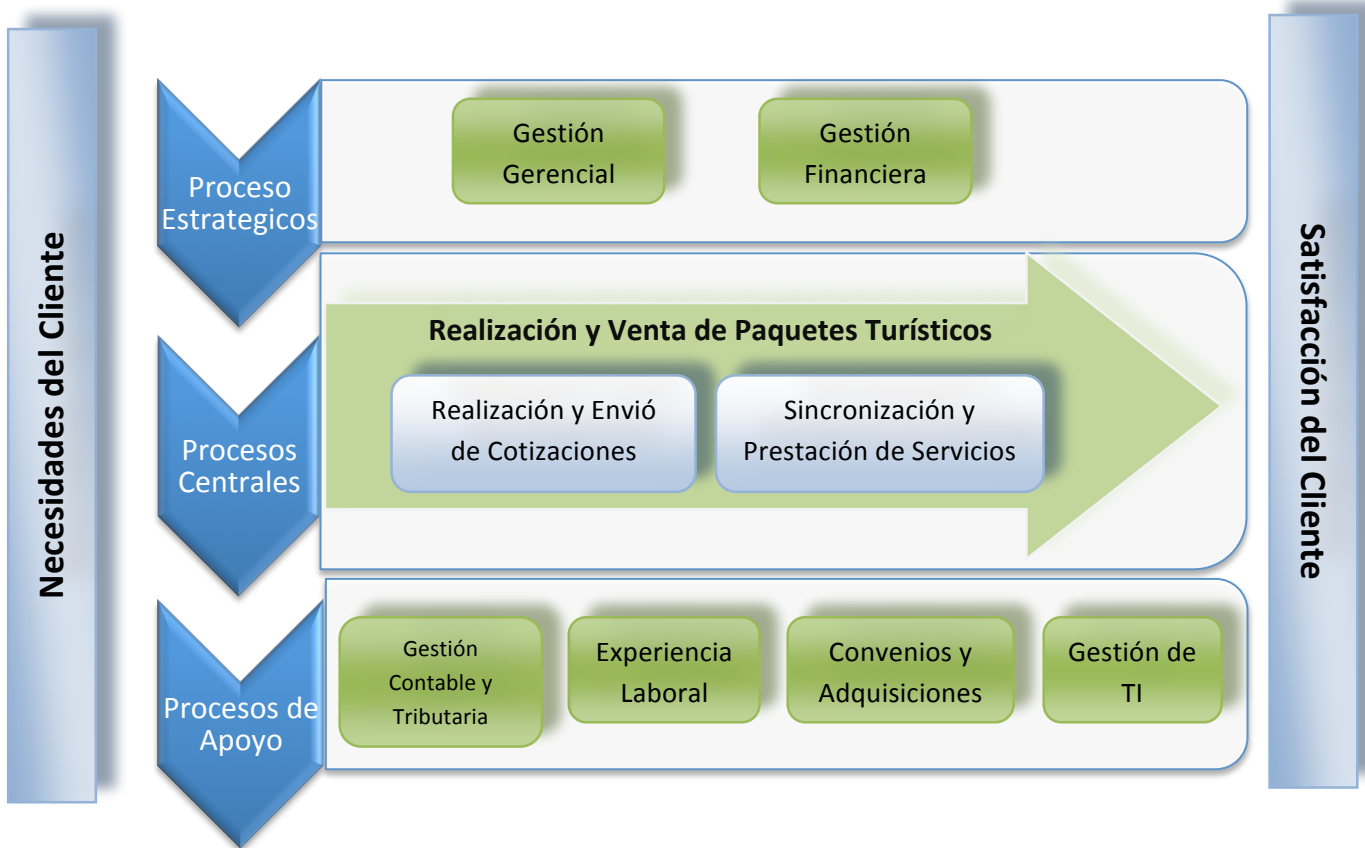 Necesidades del Cliente
Proceso
Estrategicos
Gestión
Gerencial
Gestión
Financiera
Procesos
Centrales
Realización y Venta de Paquetes Turísticos
Realización y Envió
de Cotizaciones
Sincronización y
Prestación de Servicios
Procesos de
Apoyo
Gestión
Contable y
Tributaria
Experiencia
Laboral
Convenios y
Adquisiciones
Gestión de
TI
Satisfacción del Cliente